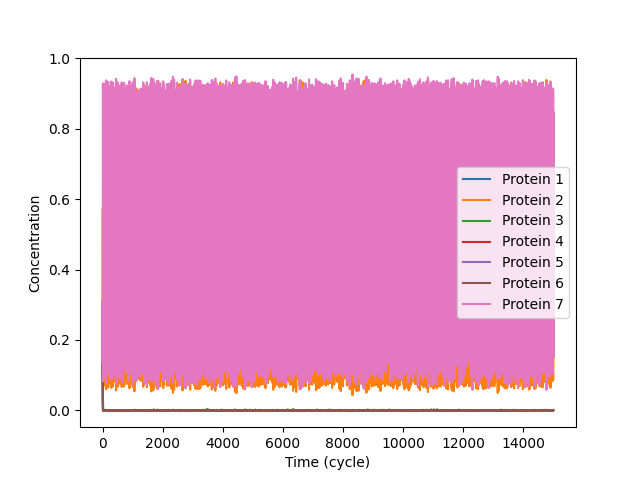 1.0
0.8
0.6
0.4
0.2
0.0
Concentration
Protein 1
Protein 2
Protein 3
Protein 4
Protein 5
Protein 6
Protein 7
0 2000 4000 6000 8000 10000 12000 14000
Time (cycle)